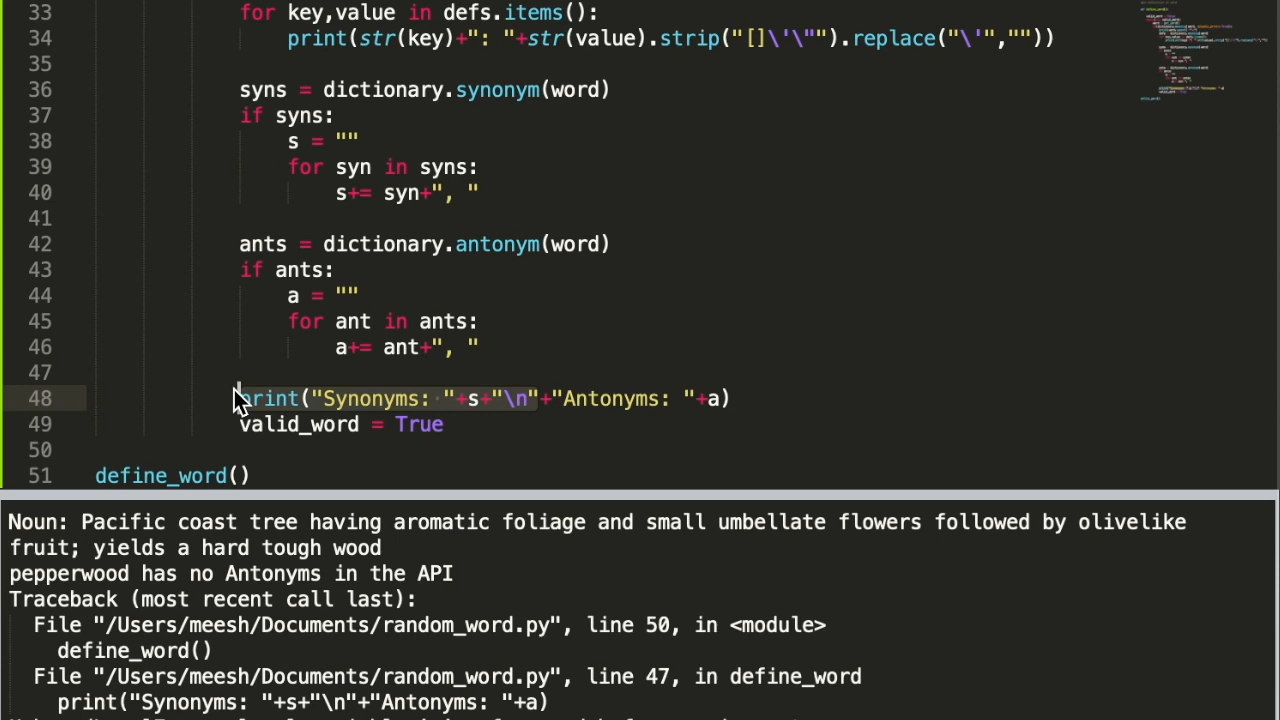 33 for key,value in defs.items():
34 print(str(key)+": "+str(value).strip("[]\'\"").replace("\'",""))
35
36 syns = dictionary.synonym(word)
37 if syns:
38 s = ""
39 for syn in syns:
40 s+= syn+", "
41
42 ants = dictionary.antonym(word)
43 if ants:
44 a = ""
45 for ant in ants:
46 a+= ant+", "
47
48 print("Synonyms: "+s+"\n"+"Antonyms: "+a)
49 valid_word = True
50
51 define_word()
Noun: Pacific coast tree having aromatic foliage and small umbellate flowers followed by olivelike
fruit; yields a hard tough wood
pepperwood has no Antonyms in the API
Traceback (most recent call last):
File "/Users/meesh/Documents/random_word.py", line 50, in <module>
define_word()
File "/Users/meesh/Documents/random_word.py", line 47, in define_word
print("Synonyms: "+s+"\n"+"Antonyms: "+a)